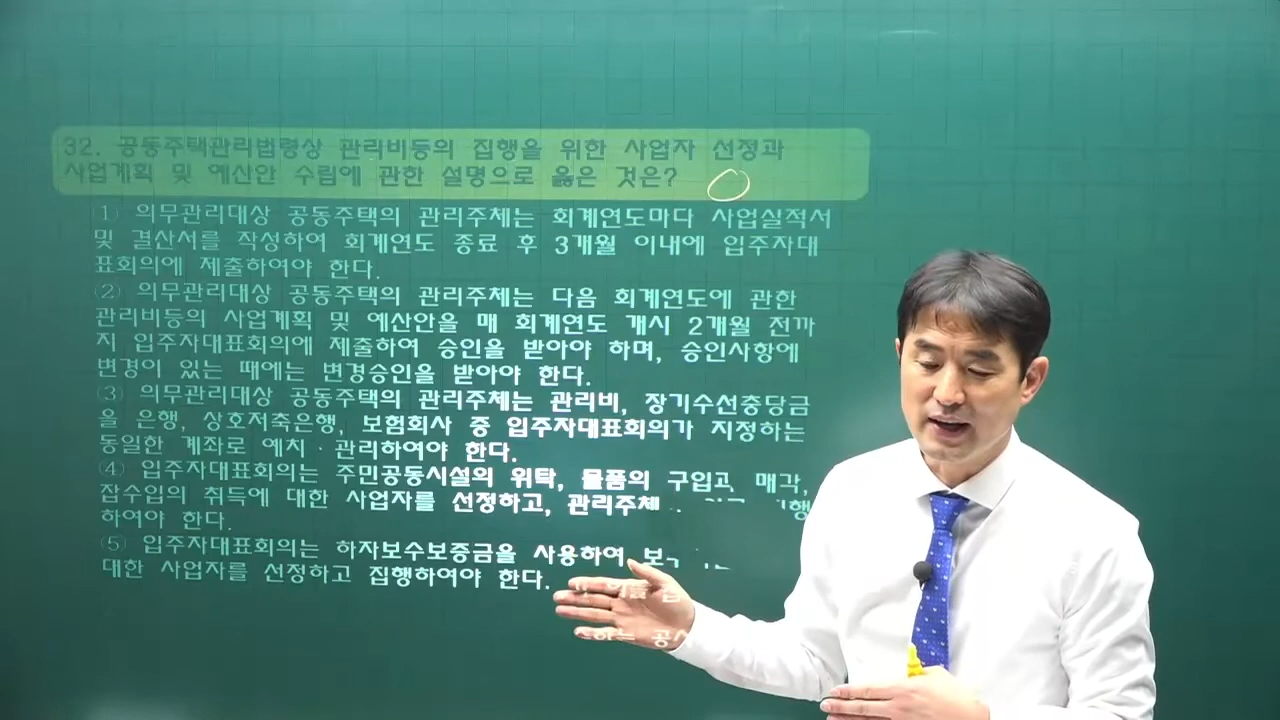 32. 공동주택관리법령상 관리비등의 집행을 위한 사업자 선정과
사업계획 및 예산안 수립에 관한 설명으로 옳은 것은?
① 의무관리대상 공동주택의 관리주체는 회계연도마다 사업실적서
및 결산서를 작성하여 회계연도 종료 후 3개월 이내에 입주자대
표회의에 제출하여야 한다.
② 의무관리대상 공동주택의 관리주체는 다음 회계연도에 관한
관리비등의 사업계획 및 예산안을 매 회계연도 개시 2개월 전까
지 입주자대표회의에 제출하여 승인을 받아야 하며, 승인사항에
변경이 있는 때에는 변경승인을 받아야 한다.
③ 의무관리대상 공동주택의 관리주체는 관리비, 장기수선충당금
을 은행, 상호저축은행, 보험회사 중 입주자대표회의가 지정하는
동일한 계좌로 예치·관리하여야 한다.
④ 입주자대표회의는 주민공동시설의 위탁, 물품의 구입과 매각,
잡수입의 취득에 대한 사업자를 선정하고, 관리주체
하여야 한다.
⑤ 입주자대표회의는 하자보수보증금을 사용하여
대한 사업자를 선정하고 집행하여야 한다.